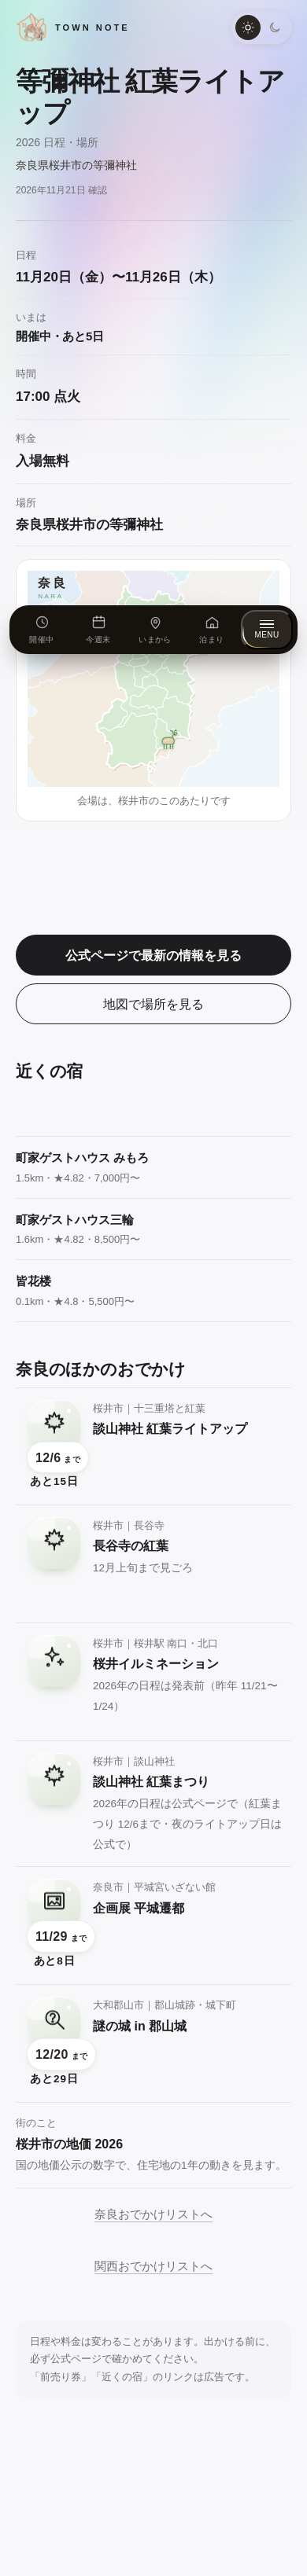 TOWN NOTE
等彌神社 紅葉ライトア
ップ
2026 日程・場所
奈良県桜井市の等彌神社
2026年11月21日 確認
日程
11月20日（金）〜11月26日（木）
いまは
開催中・あと5日
時間
17:00 点火
料金
入場無料
場所
奈良県桜井市の等彌神社
奈良
NARA
開催中
今週末
いまから
泊まり
MENU
会場は、桜井市のこのあたりです
公式ページで最新の情報を見る
地図で場所を見る
近くの宿
町家ゲストハウス みもろ
1.5km・★4.82・7,000円〜
町家ゲストハウス三輪
1.6km・★4.82・8,500円〜
皆花楼
0.1km・★4.8・5,500円〜
奈良のほかのおでかけ
桜井市｜十三重塔と紅葉
談山神社 紅葉ライトアップ
12/6 まで
あと15日
桜井市｜長谷寺
長谷寺の紅葉
12月上旬まで見ごろ
桜井市｜桜井駅 南口・北口
桜井イルミネーション
2026年の日程は発表前（昨年 11/21〜
1/24）
桜井市｜談山神社
談山神社 紅葉まつり
2026年の日程は公式ページで（紅葉ま
つり 12/6まで・夜のライトアップ日は
公式で）
奈良市｜平城宮いざない館
企画展 平城遷都
11/29 まで
あと8日
大和郡山市｜郡山城跡・城下町
謎の城 in 郡山城
12/20 まで
あと29日
街のこと
桜井市の地価 2026
国の地価公示の数字で、住宅地の1年の動きを見ます。
奈良おでかけリストへ
関西おでかけリストへ
日程や料金は変わることがあります。出かける前に、
必ず公式ページで確かめてください。
「前売り券」「近くの宿」のリンクは広告です。